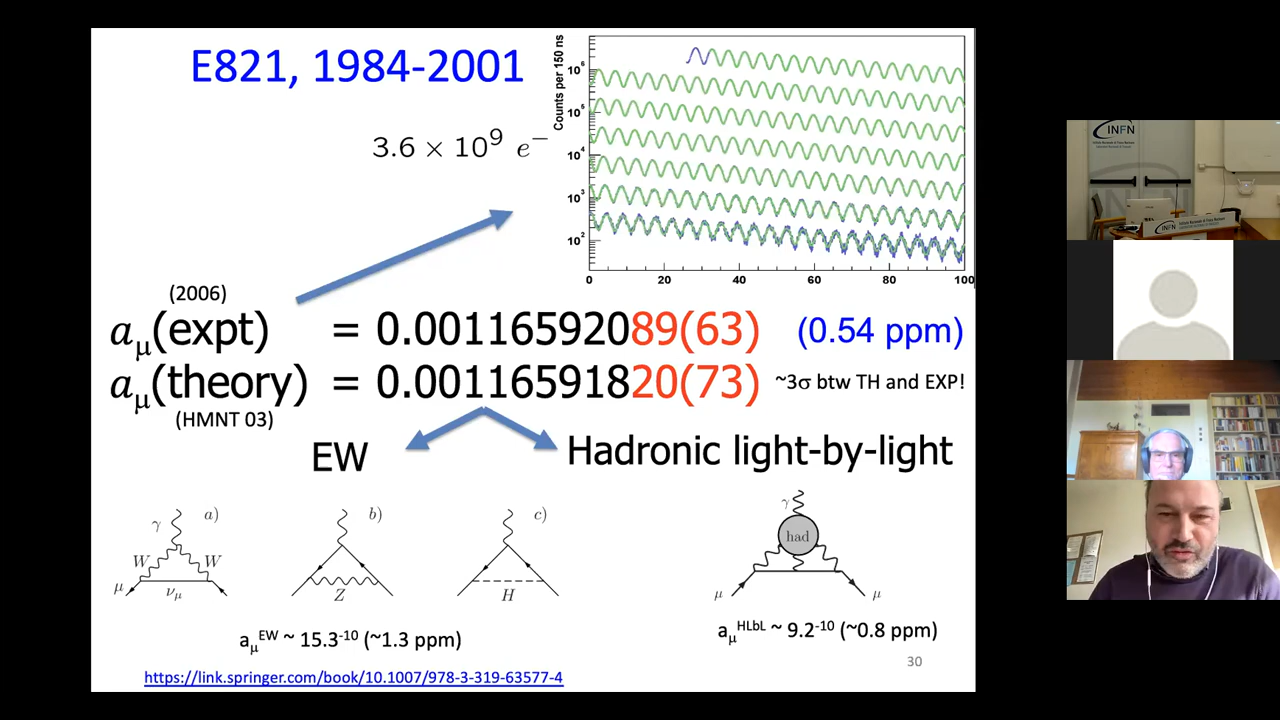 E821, 1984-2001
3.6 × 10⁹ e⁻
Counts per 150 ns
10⁶
10⁵
10⁴
10³
10²
0 20 40 60 80 100
(2006)
aμ(expt) = 0.00116592089(63) (0.54 ppm)
aμ(theory) = 0.00116591820(73) ~3σ btw TH and EXP!
(HMNT 03)
EW
Hadronic light-by-light
γ a)
W W
μ νμ
b)
Z
c)
H
γ
had
μ μ
aμᴱᵂ ~ 15.3⁻¹⁰ (~1.3 ppm)
aμᴴᴸᵇᴸ ~ 9.2⁻¹⁰ (~0.8 ppm)
30
https://link.springer.com/book/10.1007/978-3-319-63577-4
INFN
INFN